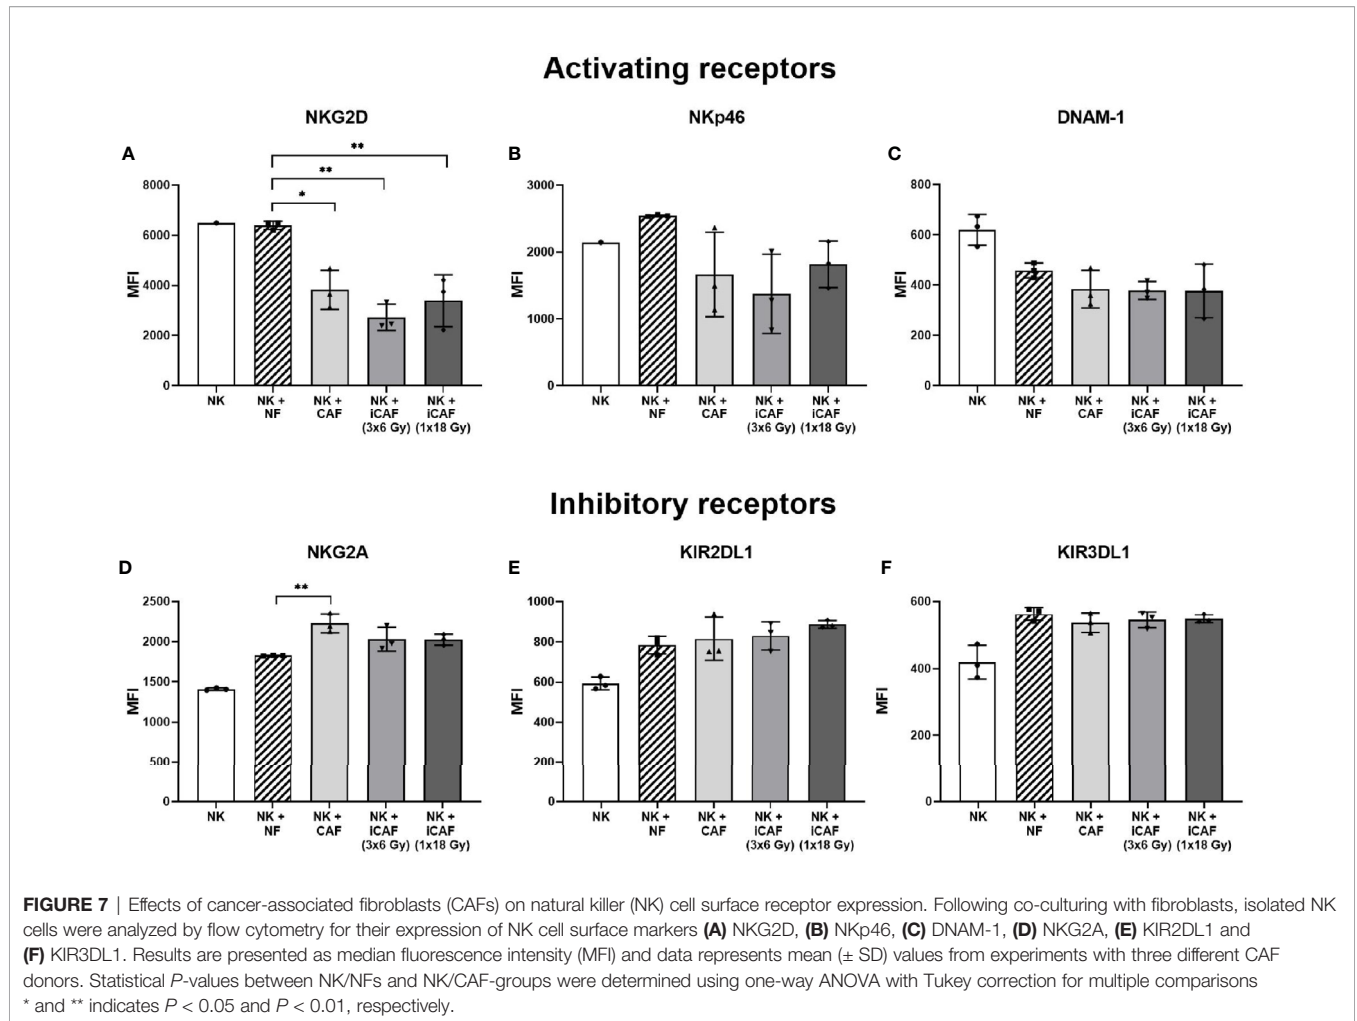 Activating receptors
NKG2D
NKp46
DNAM-1
A
**
**
*
MFI
8000
6000
4000
2000
0
NK
NK +
NF
NK +
CAF
NK +
iCAF
(3x6 Gy)
NK +
iCAF
(1x18 Gy)
B
MFI
3000
2000
1000
0
NK
NK +
NF
NK +
CAF
NK +
iCAF
(3x6 Gy)
NK +
iCAF
(1x18 Gy)
C
MFI
800
600
400
200
0
NK
NK +
NF
NK +
CAF
NK +
iCAF
(3x6 Gy)
NK +
iCAF
(1x18 Gy)
Inhibitory receptors
NKG2A
KIR2DL1
KIR3DL1
D
**
MFI
2500
2000
1500
1000
500
0
NK
NK +
NF
NK +
CAF
NK +
iCAF
(3x6 Gy)
NK +
iCAF
(1x18 Gy)
E
MFI
1000
800
600
400
200
0
NK
NK +
NF
NK +
CAF
NK +
iCAF
(3x6 Gy)
NK +
iCAF
(1x18 Gy)
F
MFI
600
400
200
0
NK
NK +
NF
NK +
CAF
NK +
iCAF
(3x6 Gy)
NK +
iCAF
(1x18 Gy)
FIGURE 7 | Effects of cancer-associated fibroblasts (CAFs) on natural killer (NK) cell surface receptor expression. Following co-culturing with fibroblasts, isolated NK
cells were analyzed by flow cytometry for their expression of NK cell surface markers (A) NKG2D, (B) NKp46, (C) DNAM-1, (D) NKG2A, (E) KIR2DL1 and
(F) KIR3DL1. Results are presented as median fluorescence intensity (MFI) and data represents mean (± SD) values from experiments with three different CAF
donors. Statistical P-values between NK/NFs and NK/CAF-groups were determined using one-way ANOVA with Tukey correction for multiple comparisons
* and ** indicates P < 0.05 and P < 0.01, respectively.